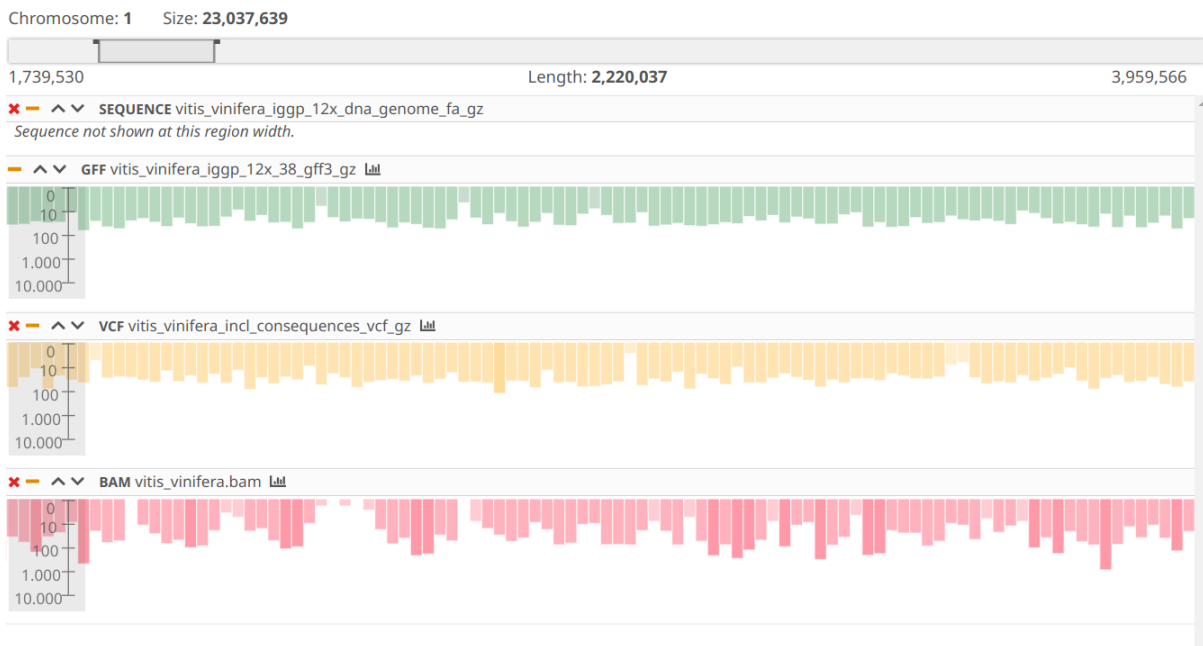 Chromosome: 1 Size: 23,037,639
1,739,530 Length: 2,220,037 3,959,566
SEQUENCE vitis_vinifera_iggp_12x_dna_genome_fa_gz
Sequence not shown at this region width.
GFF vitis_vinifera_iggp_12x_38_gff3_gz
0
10
100
1.000
10.000
VCF vitis_vinifera_incl_consequences_vcf_gz
0
10
100
1.000
10.000
BAM vitis_vinifera.bam
0
10
100
1.000
10.000